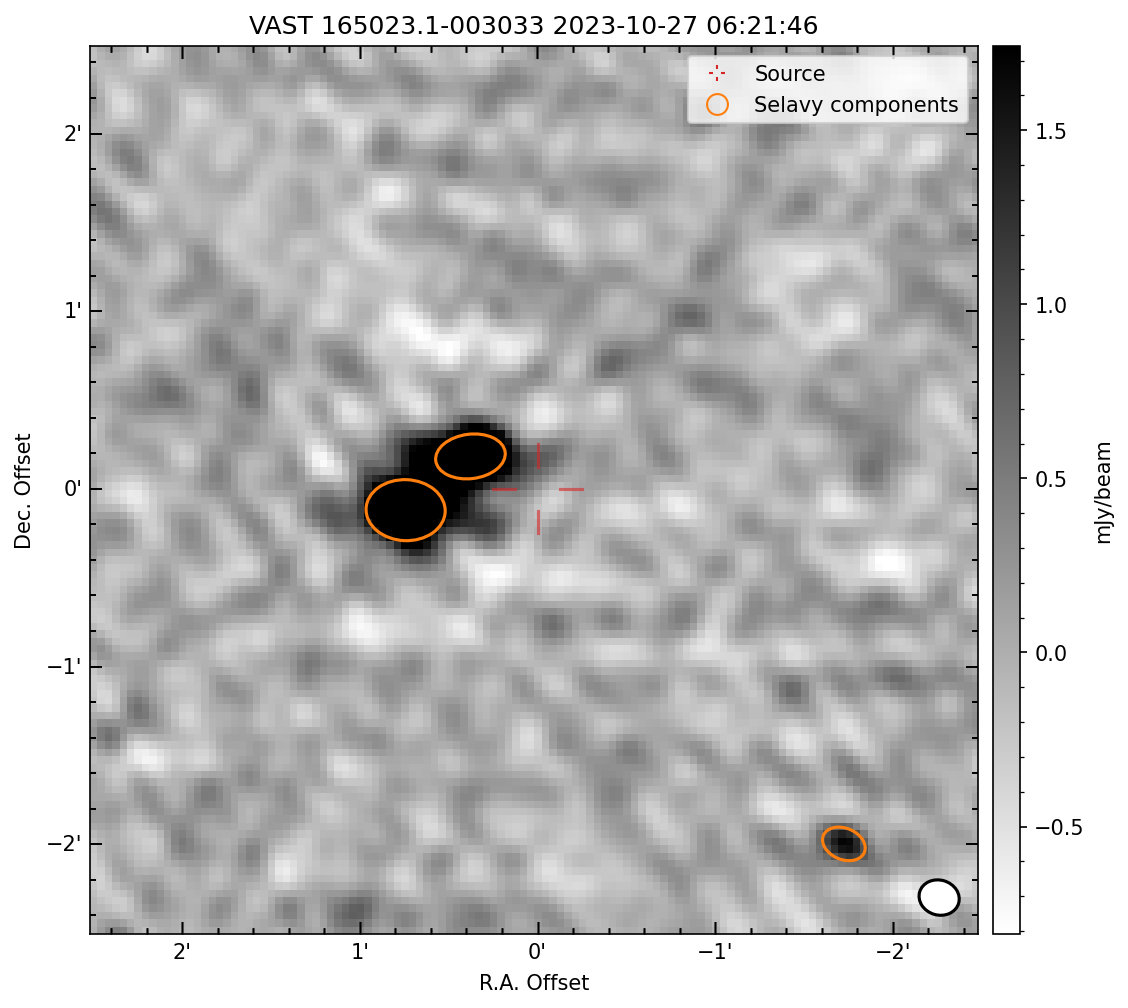 VAST 165023.1-003033 2023-10-27 06:21:46
Source
Selavy components
2'
1'
0'
−1'
−2'
Dec. Offset
2'
1'
0'
−1'
−2'
R.A. Offset
1.5
1.0
0.5
0.0
−0.5
mJy/beam